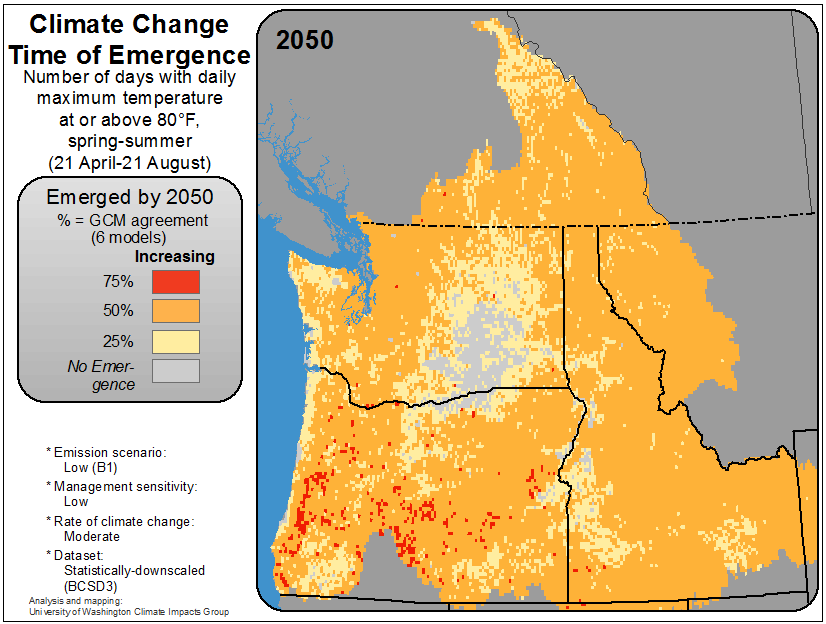 Climate Change
Time of Emergence
Number of days with daily
maximum temperature
at or above 80°F,
spring-summer
(21 April-21 August)
Emerged by 2050
% = GCM agreement
(6 models)
Increasing
75%
50%
25%
No Emer-
gence
* Emission scenario:
Low (B1)
* Management sensitivity:
Low
* Rate of climate change:
Moderate
* Dataset:
Statistically-downscaled
(BCSD3)
Analysis and mapping:
University of Washington Climate Impacts Group
2050